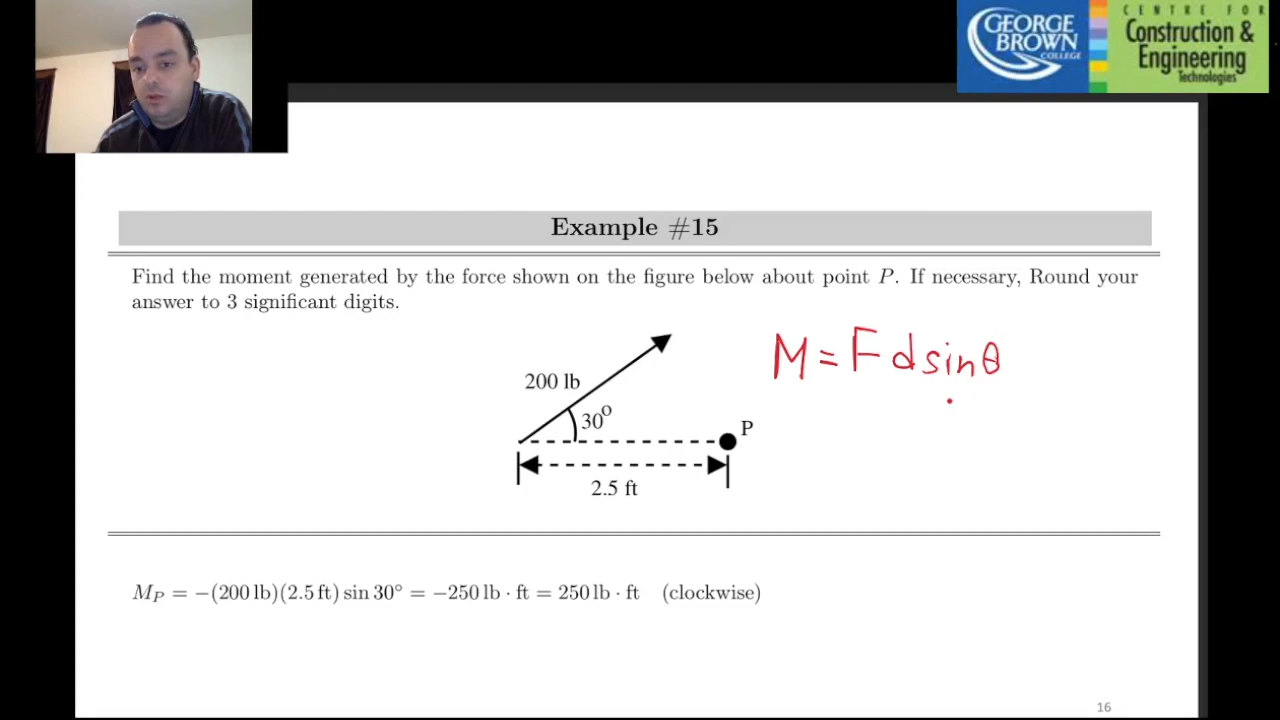 GEORGE
BROWN
COLLEGE
CENTRE FOR
Construction &
Engineering
Technologies
Example #15
Find the moment generated by the force shown on the figure below about point P. If necessary, Round your
answer to 3 significant digits.
M = F d sin θ
200 lb
30°
P
2.5 ft
M_P = −(200 lb)(2.5 ft) sin 30° = −250 lb · ft = 250 lb · ft (clockwise)
16